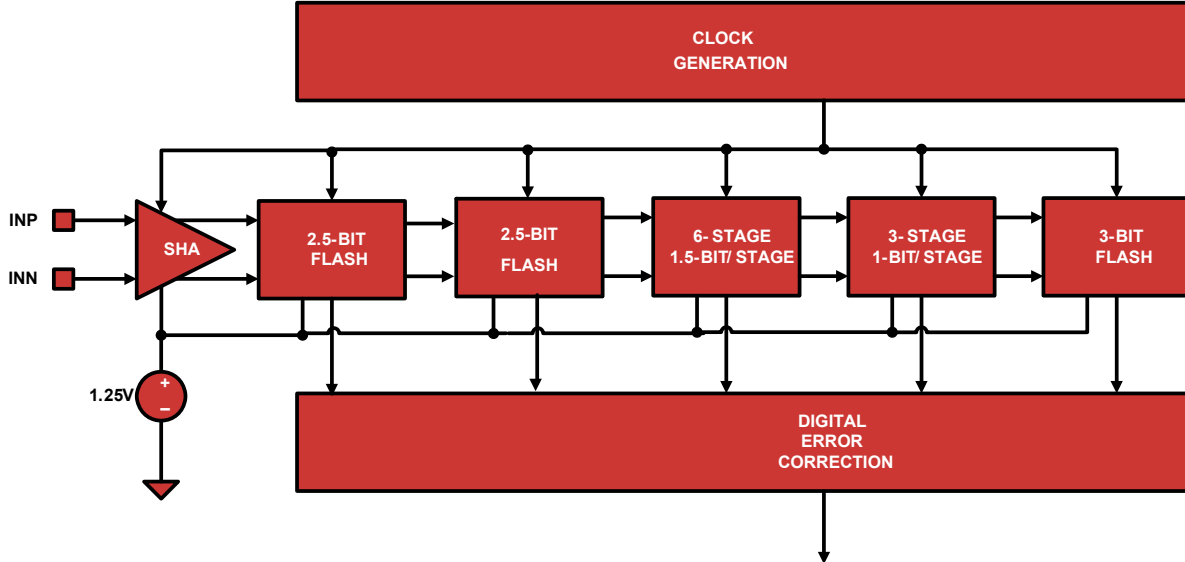 CLOCK
GENERATION
INP
INN
SHA
2.5-BIT
FLASH
2.5-BIT
FLASH
6- STAGE
1.5-BIT/ STAGE
3- STAGE
1-BIT/ STAGE
3-BIT
FLASH
1.25V
+
−
DIGITAL
ERROR
CORRECTION